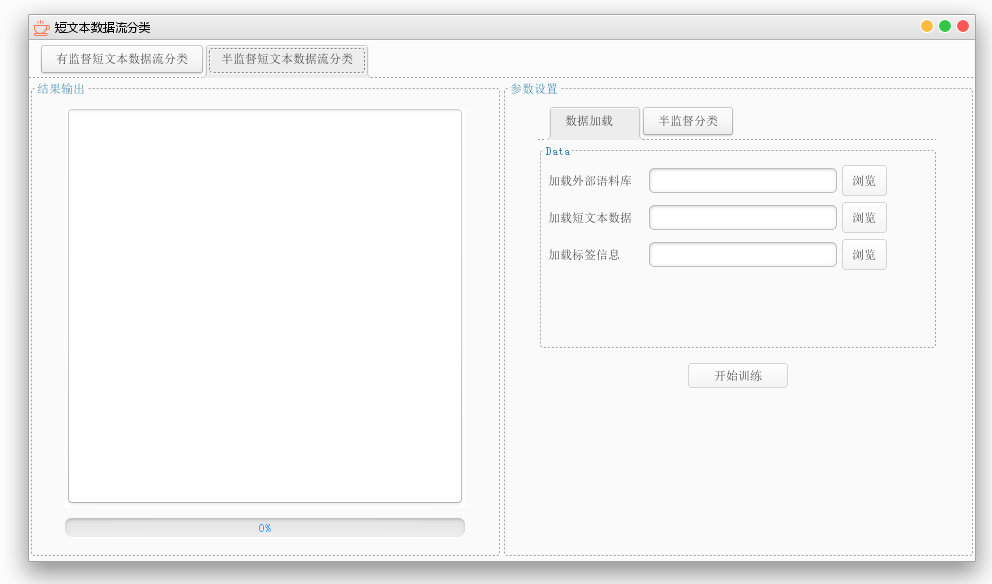 短文本数据流分类
有监督短文本数据流分类
半监督短文本数据流分类
结果输出
0%
参数设置
数据加载
半监督分类
Data
加载外部语料库
浏览
加载短文本数据
浏览
加载标签信息
浏览
开始训练